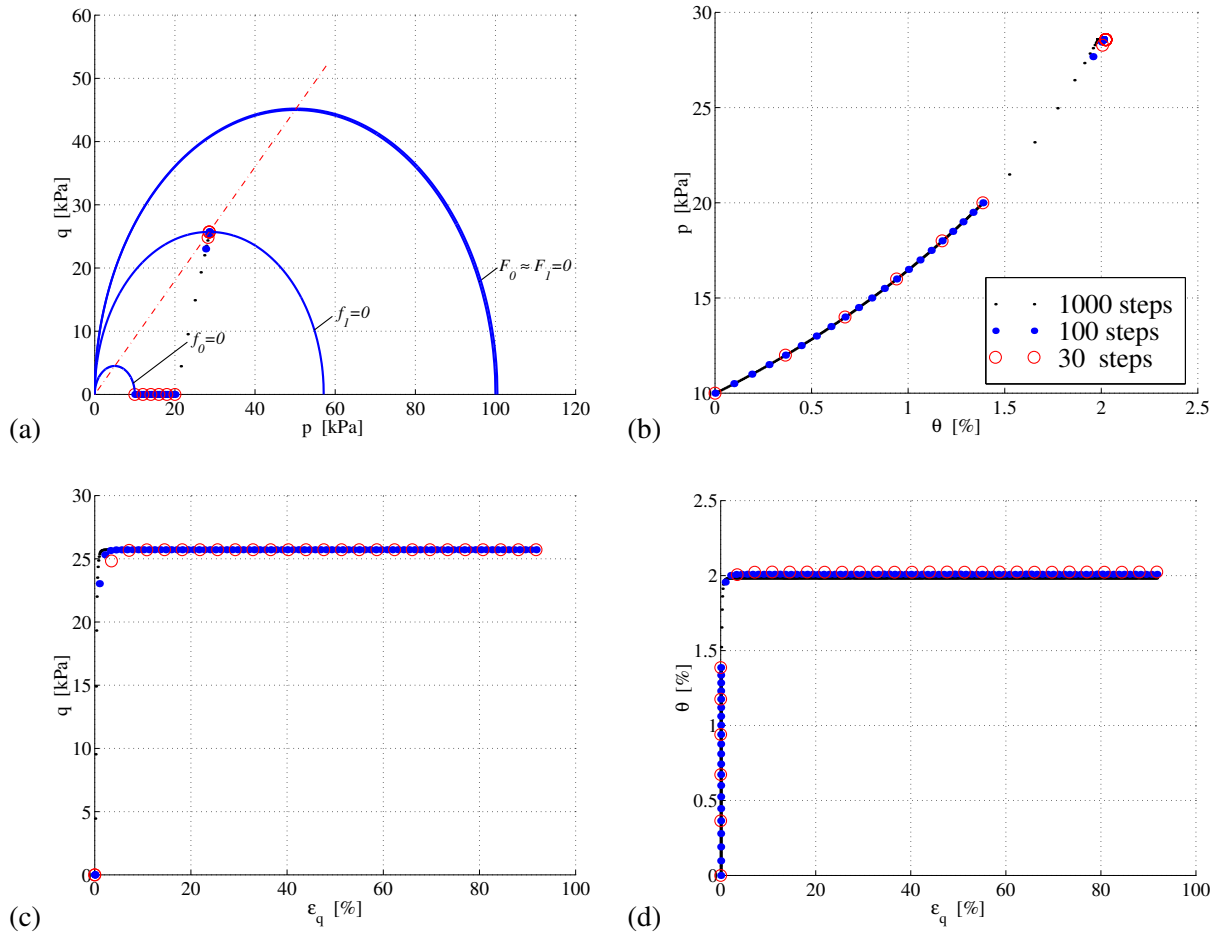 60
50
40
30
20
10
0
q [kPa]
0 20 40 60 80 100 120
p [kPa]
F0 ≈ F1=0
f1=0
f0=0
(a)
30
25
20
15
10
p [kPa]
0 0.5 1 1.5 2 2.5
θ [%]
1000 steps
100 steps
30 steps
(b)
30
25
20
15
10
5
0
q [kPa]
0 20 40 60 80 100
εq [%]
(c)
2.5
2
1.5
1
0.5
0
θ [%]
0 20 40 60 80 100
εq [%]
(d)